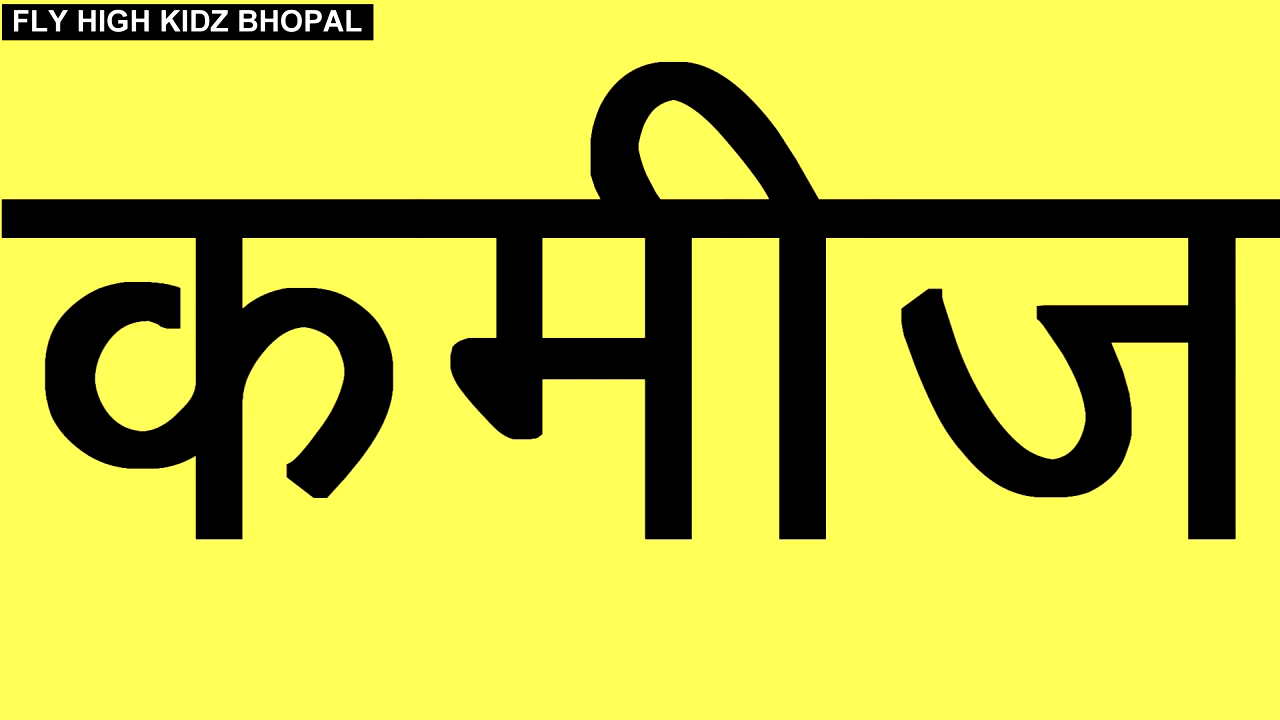 FLY HIGH KIDZ BHOPAL
कमीज